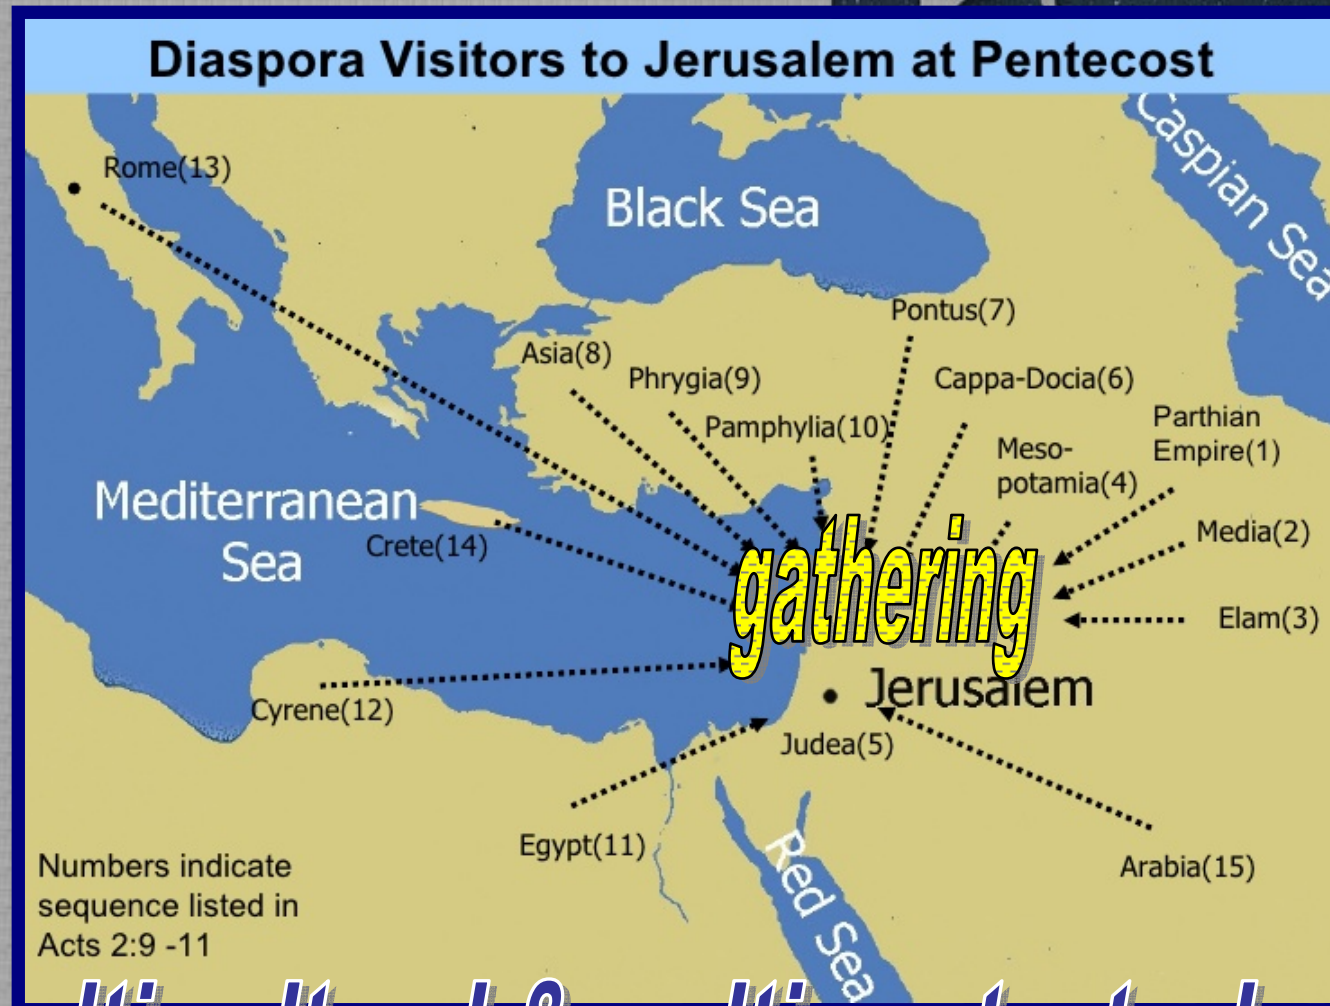 Diaspora Visitors to Jerusalem at Pentecost
Caspian Sea
Rome(13)
Black Sea
Pontus(7)
Asia(8)
Phrygia(9)
Cappa-Docia(6)
Pamphylia(10)
Parthian
Empire(1)
Meso-
potamia(4)
Mediterranean
Sea
Crete(14)
Media(2)
gathering
Elam(3)
Jerusalem
Cyrene(12)
Judea(5)
Egypt(11)
Arabia(15)
Red Sea
Numbers indicate
sequence listed in
Acts 2:9 -11